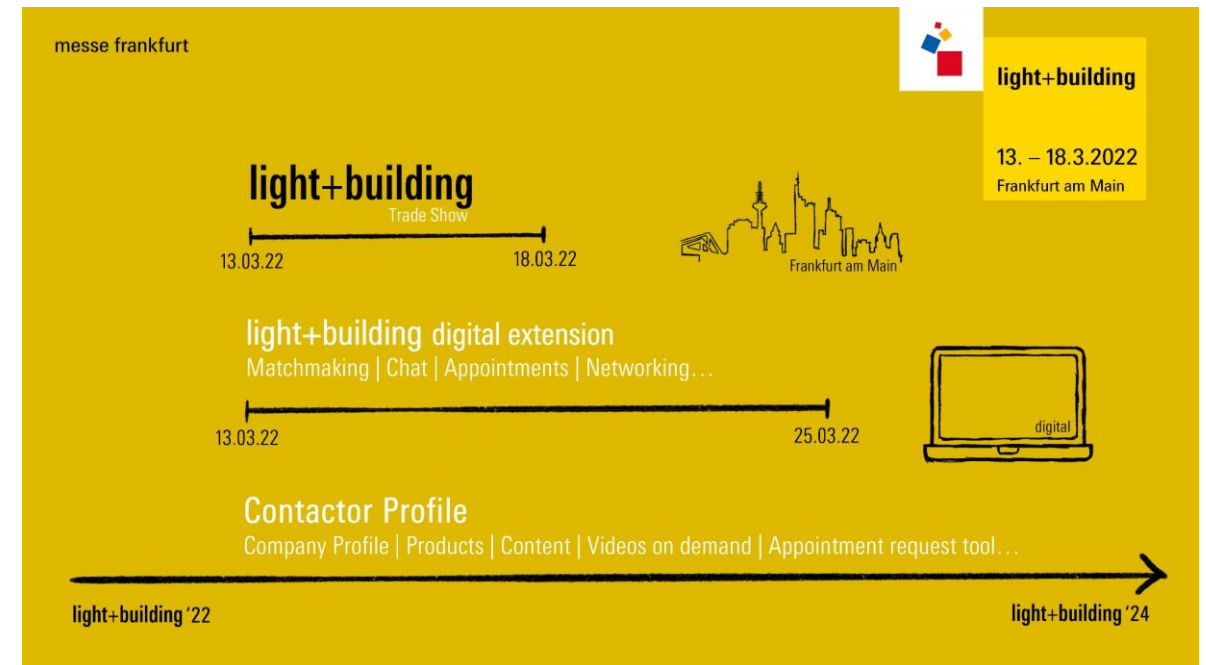 messe frankfurt
light+building
13. – 18.3.2022
Frankfurt am Main
light+building
Trade Show
13.03.22
18.03.22
Frankfurt am Main
light+building digital extension
Matchmaking | Chat | Appointments | Networking...
13.03.22
25.03.22
digital
Contactor Profile
Company Profile | Products | Content | Videos on demand | Appointment request tool...
light+building ‘22
light+building ‘24